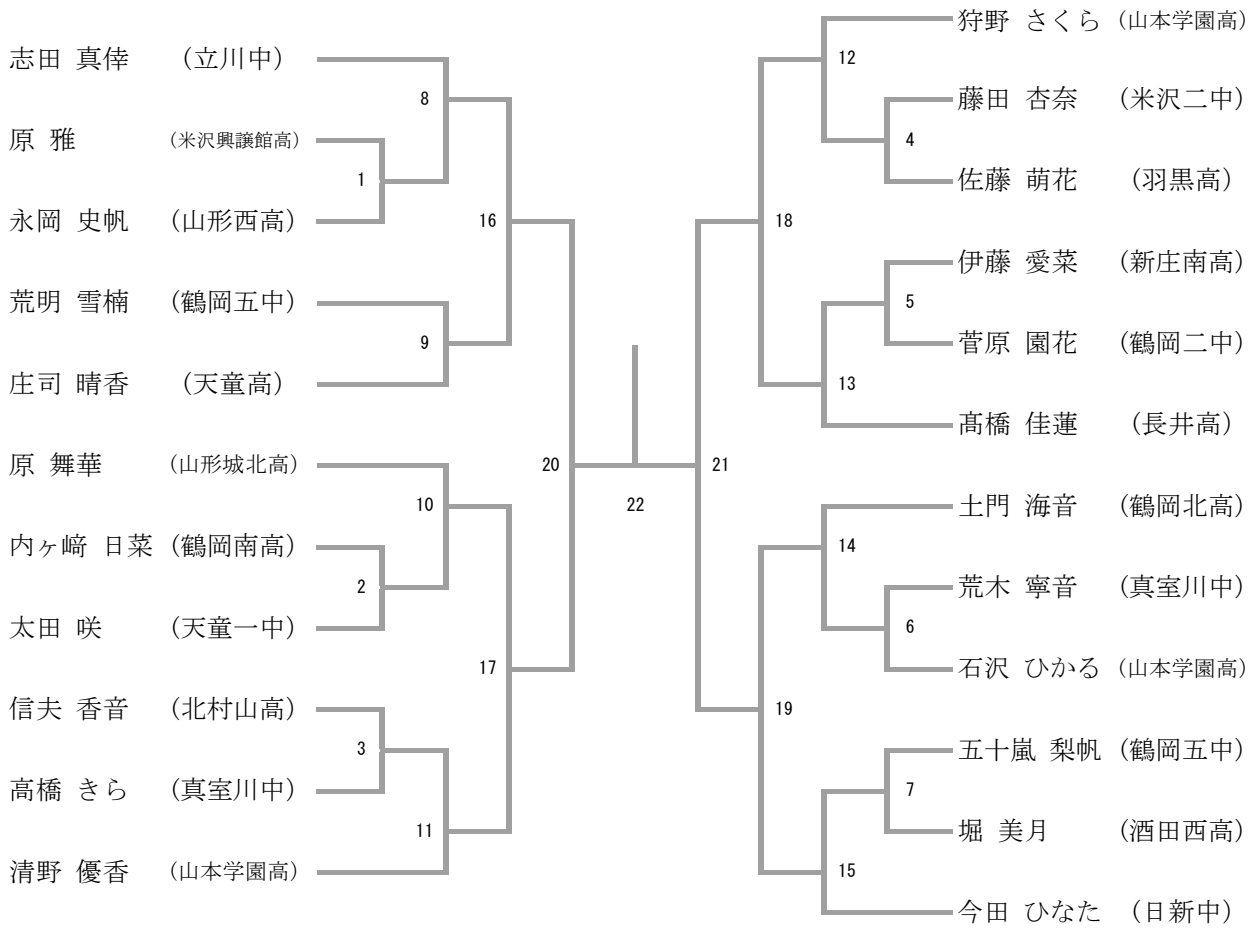 志田 真倖 (立川中)
8
原 雅 (米沢興譲館高)
1
永岡 史帆 (山形西高)
16
荒明 雪楠 (鶴岡五中)
9
庄司 晴香 (天童高)
原 舞華 (山形城北高)
20
10
内ヶ﨑 日菜 (鶴岡南高)
2
太田 咲 (天童一中)
17
信夫 香音 (北村山高)
3
高橋 きら (真室川中)
11
清野 優香 (山本学園高)
22
狩野 さくら (山本学園高)
12
藤田 杏奈 (米沢二中)
4
佐藤 萌花 (羽黒高)
18
伊藤 愛菜 (新庄南高)
5
菅原 園花 (鶴岡二中)
13
髙橋 佳蓮 (長井高)
21
土門 海音 (鶴岡北高)
14
荒木 寧音 (真室川中)
6
石沢 ひかる (山本学園高)
19
五十嵐 梨帆 (鶴岡五中)
7
堀 美月 (酒田西高)
15
今田 ひなた (日新中)